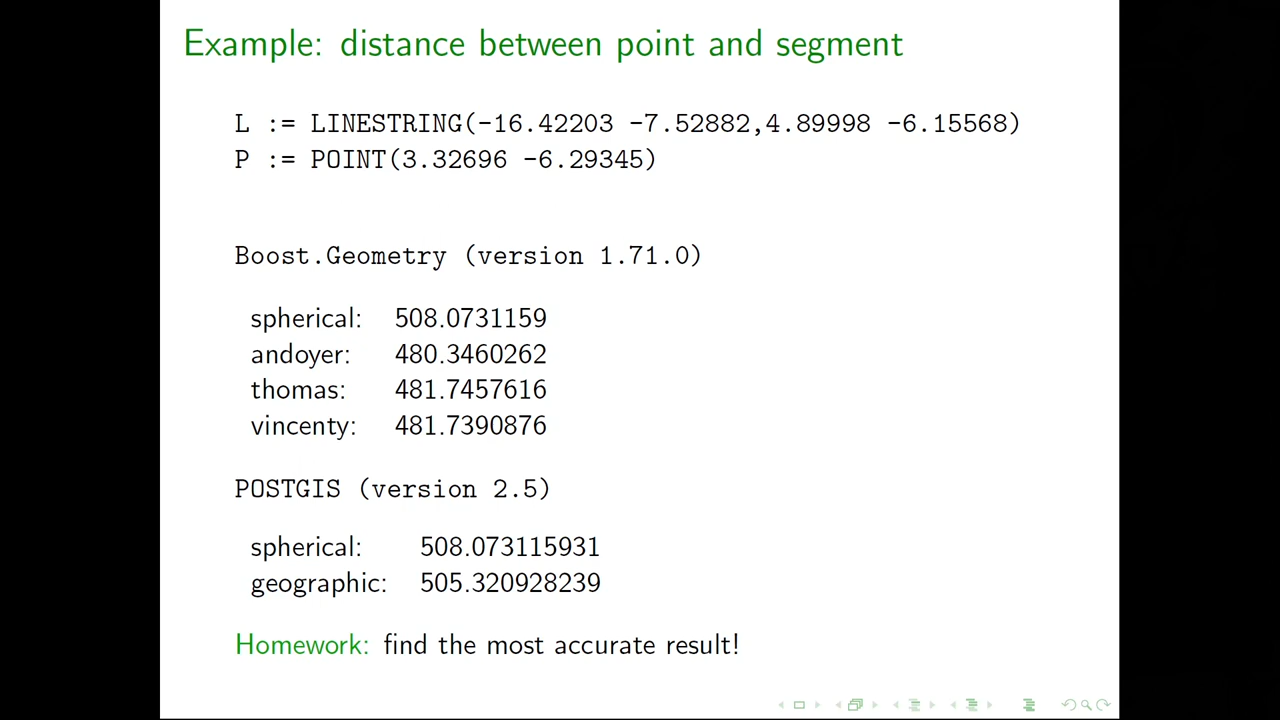 Example: distance between point and segment
L := LINESTRING(-16.42203 -7.52882,4.89998 -6.15568)
P := POINT(3.32696 -6.29345)
Boost.Geometry (version 1.71.0)
spherical: 508.0731159
andoyer: 480.3460262
thomas: 481.7457616
vincenty: 481.7390876
POSTGIS (version 2.5)
spherical: 508.073115931
geographic: 505.320928239
Homework: find the most accurate result!